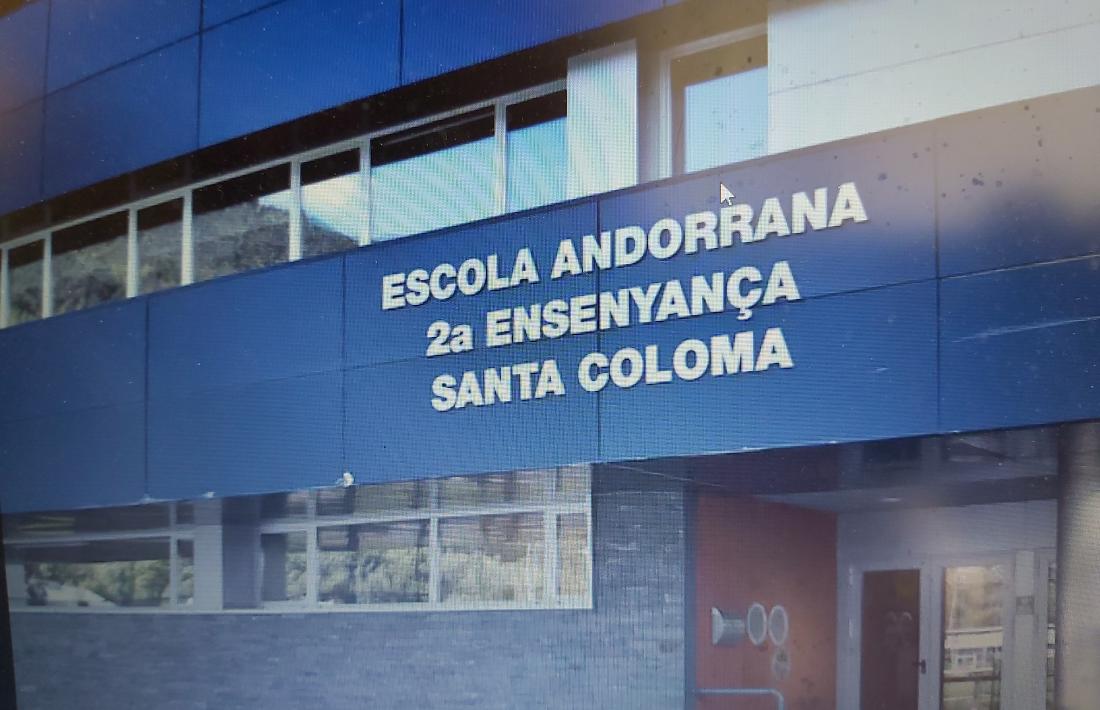 ESCOLA ANDORRANA
2a ENSENYANÇA
SANTA COLOMA